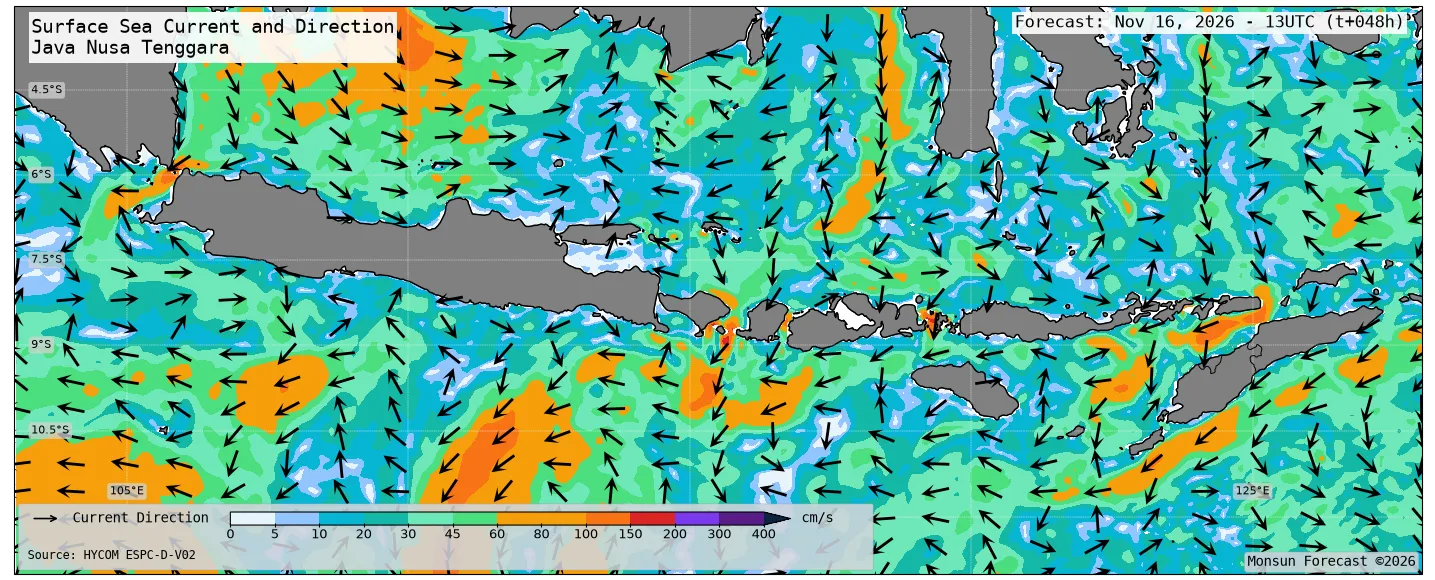 Surface Sea Current and Direction
Java Nusa Tenggara
Forecast: Nov 16, 2026 - 13UTC (t+048h)
4.5°S
6°S
7.5°S
9°S
10.5°S
105°E
125°E
Current Direction
0 5 10 20 30 45 60 80 100 150 200 300 400
cm/s
Source: HYCOM ESPC-D-V02
Monsun Forecast ©2026